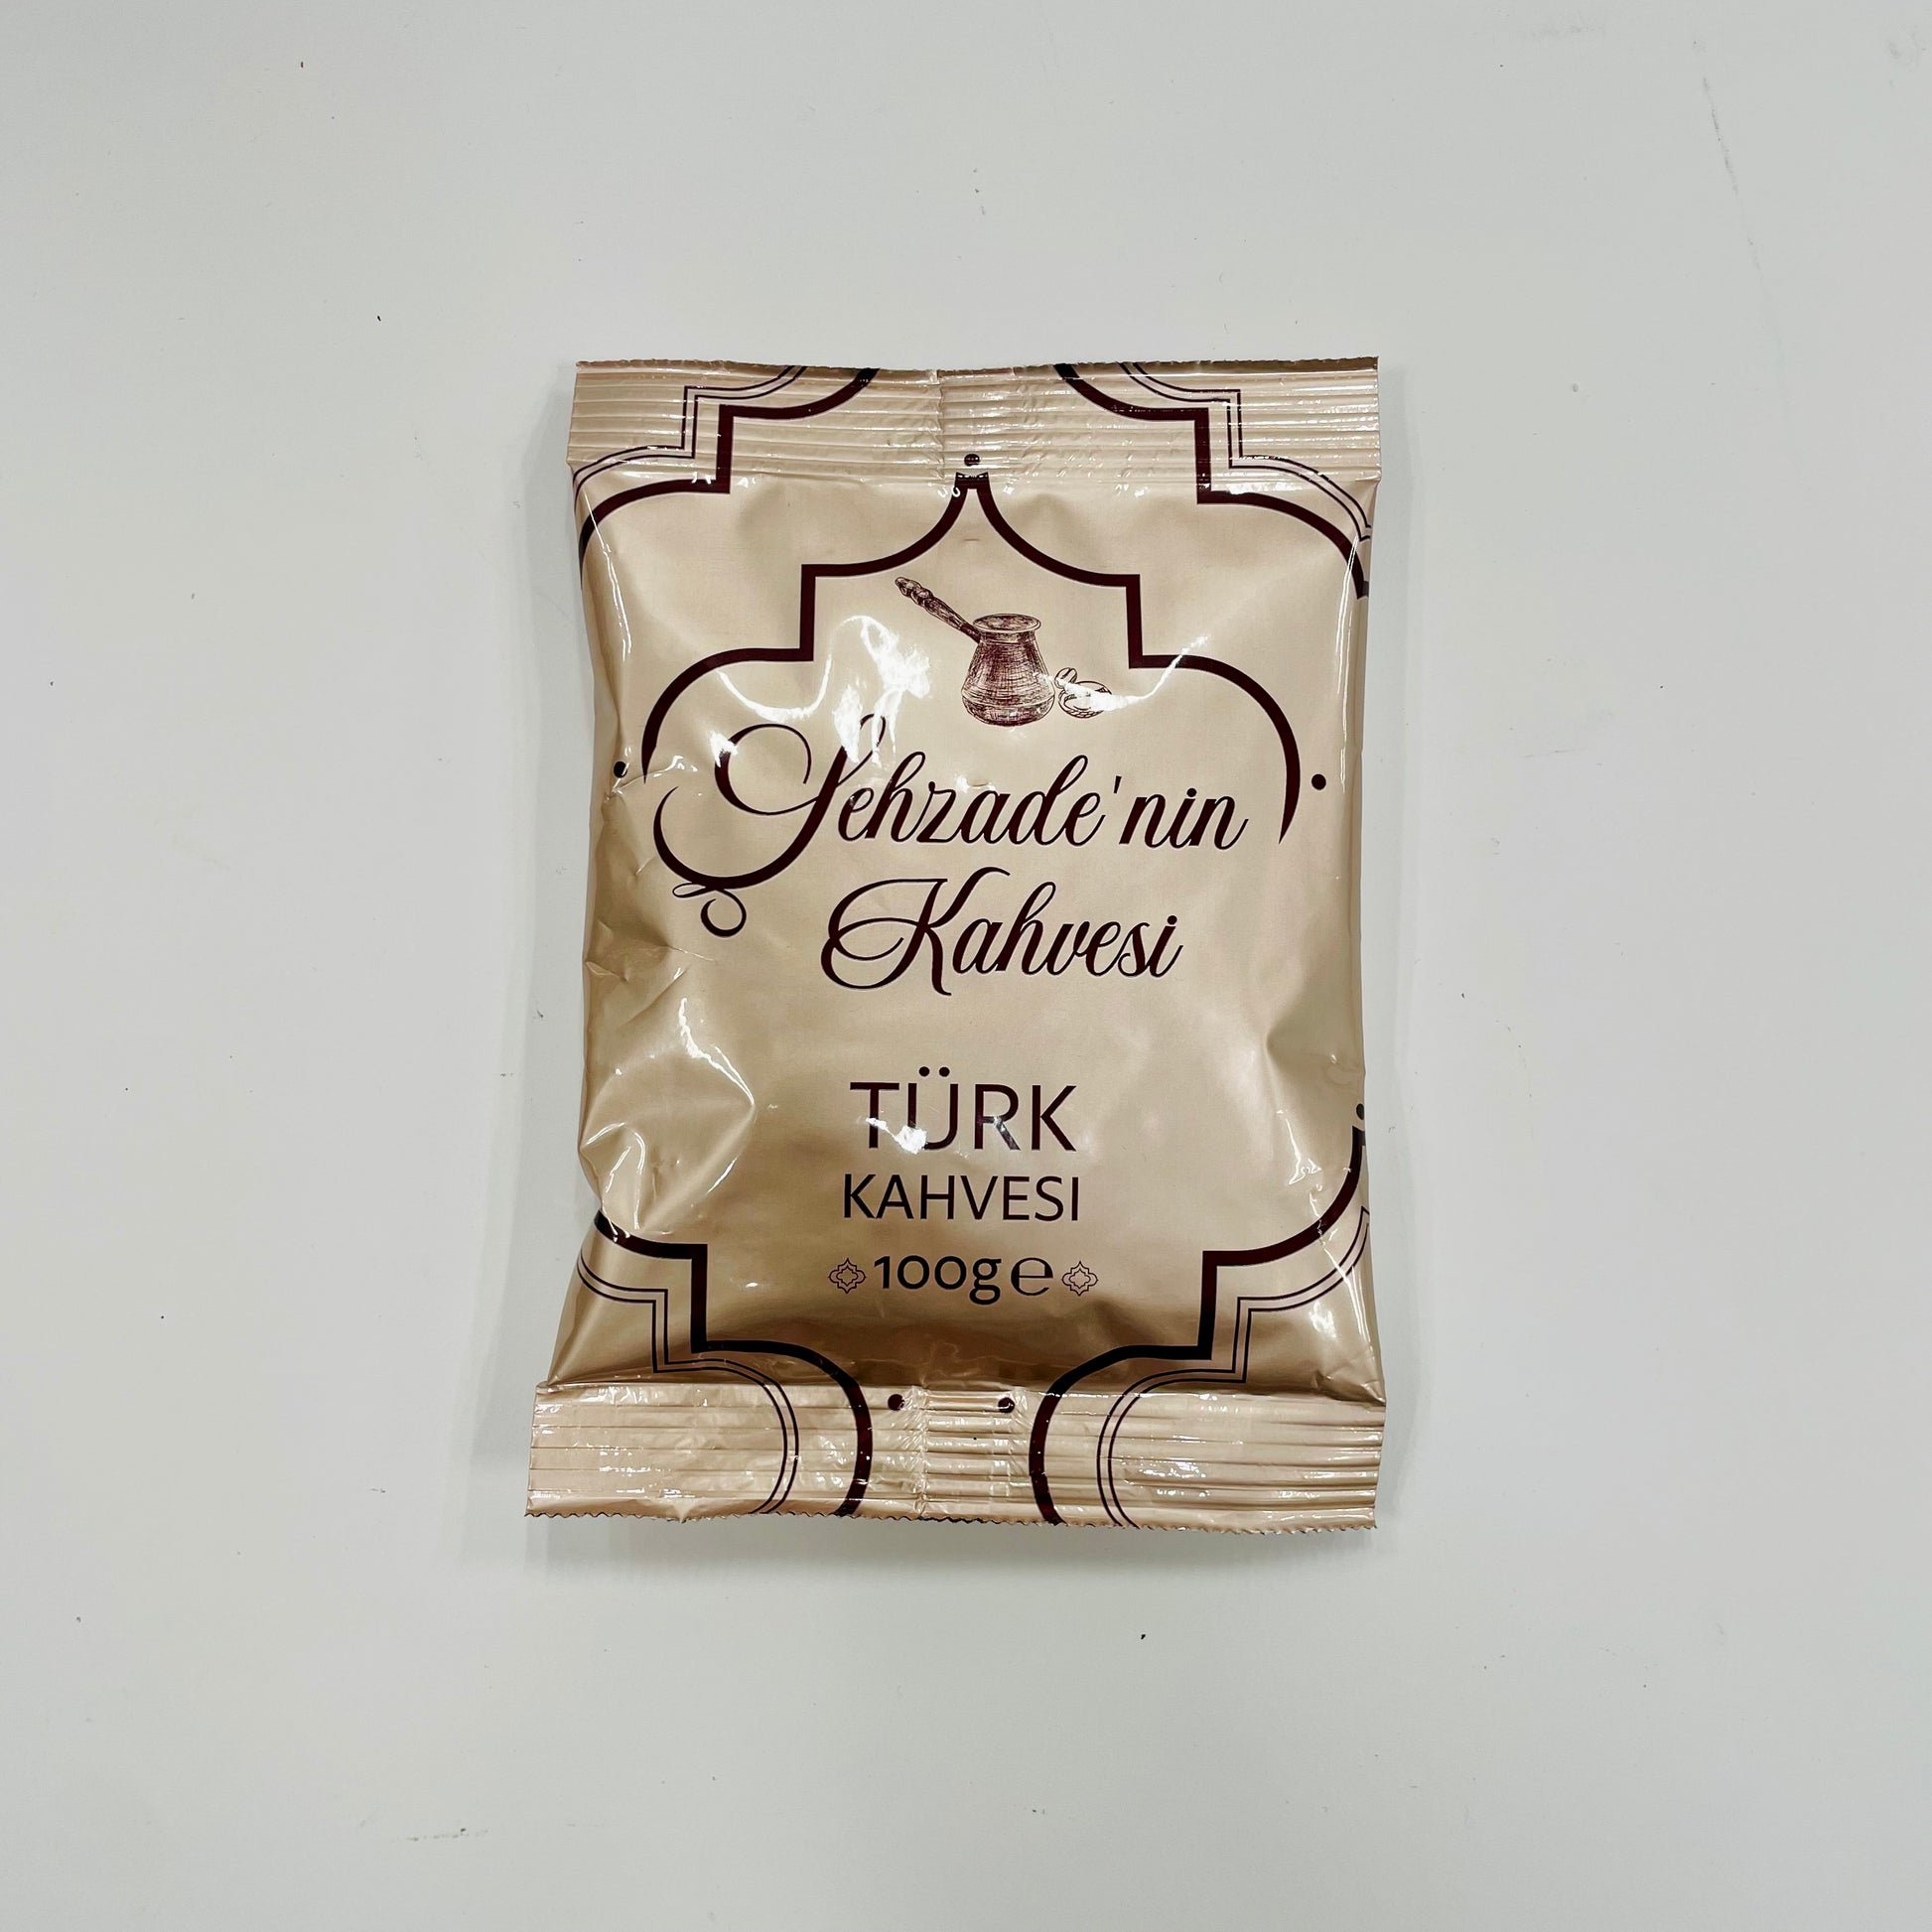 Şehzade'nin
Kahvesi
TÜRK
KAHVESI
100g℮